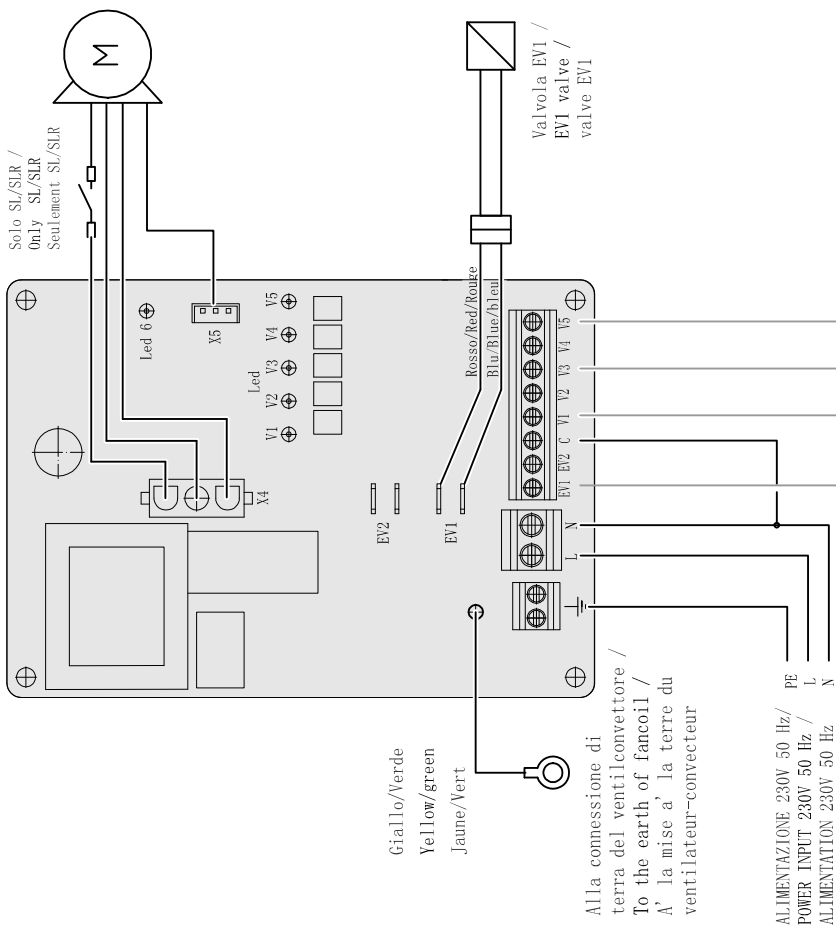 M
Solo SL/SLR /
Only SL/SLR
Seulement SL/SLR
Valvola EV1 /
EV1 valve /
valve EV1
Led 6
X5
V1
V2
V3
V4
V5
Led
X4
Rosso/Red/Rouge
Blu/Blue/bleu
EV2
EV1
L
N
EV1
EV2
C
V1
V2
V3
V4
V5
Giallo/Verde
Yellow/green
Jaune/Vert
Alla connessione di
terra del ventilconvettore /
To the earth of fancoil /
A' la mise a' la terre du
ventilateur-convecteur
PE
L
N
ALIMENTAZIONE 230V 50 Hz/
POWER INPUT 230V 50 Hz /
ALIMENTATION 230V 50 Hz